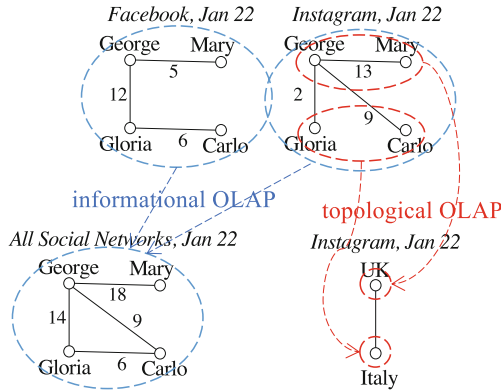 Facebook, Jan 22 Instagram, Jan 22
George Mary George Mary
5 13
12 2
6 9
Gloria Carlo Gloria Carlo
informational OLAP topological OLAP
All Social Networks, Jan 22 Instagram, Jan 22
George Mary UK
18
14 9
6
Gloria Carlo Italy